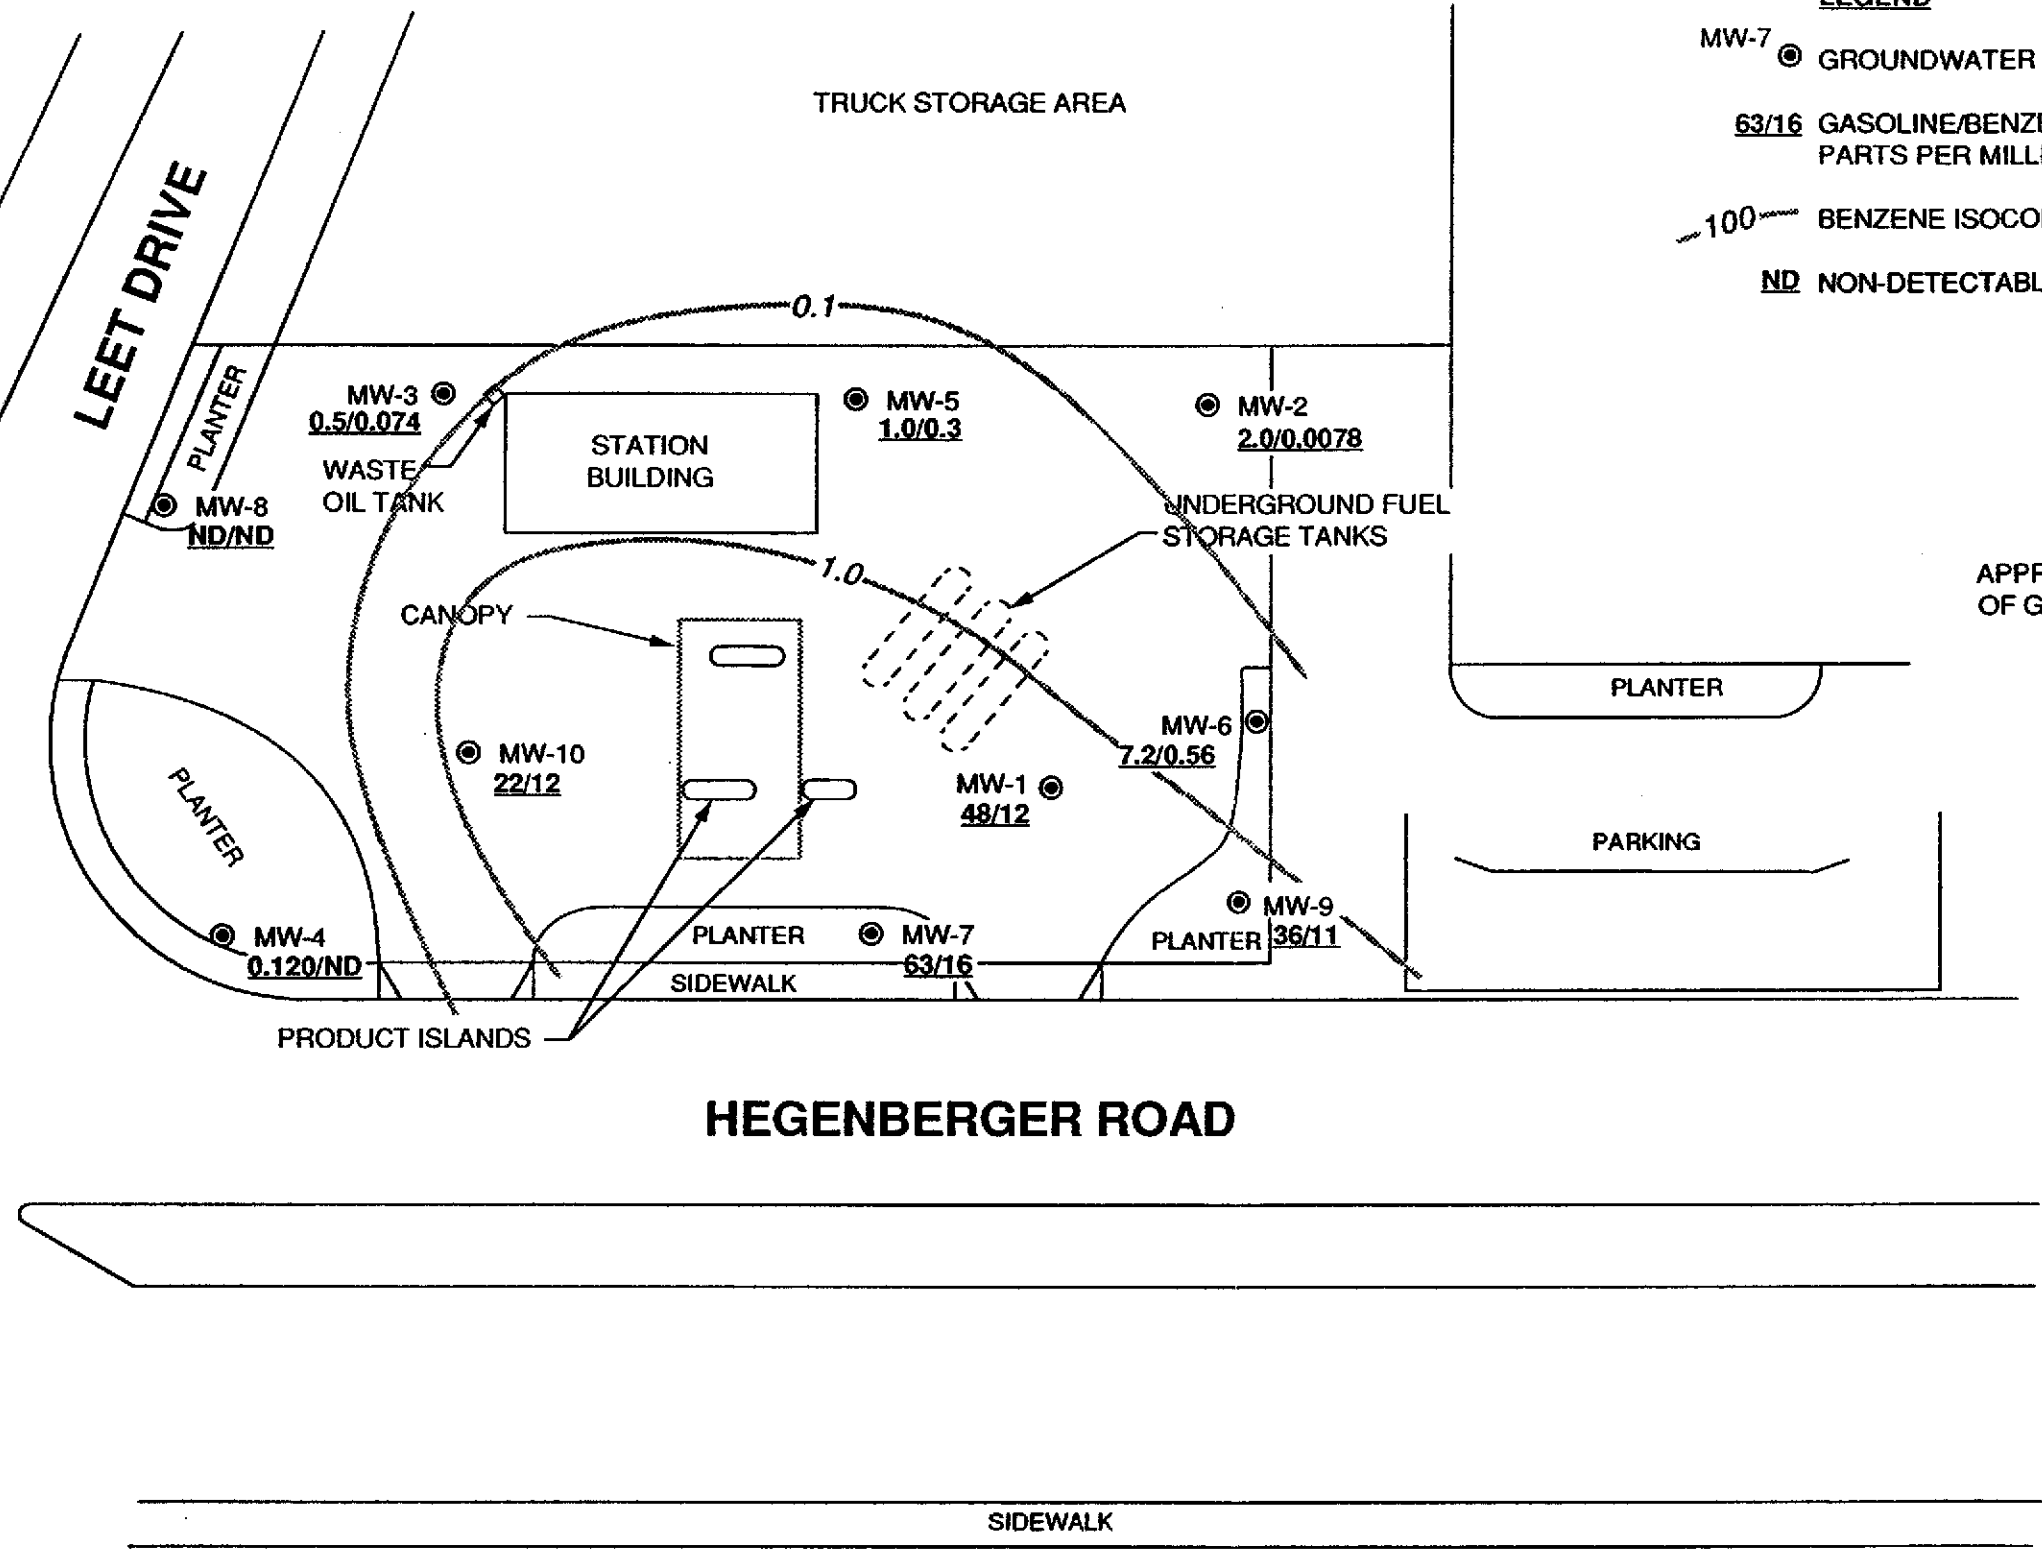 LEGEND
MW-7
GROUNDWATER
63/16 GASOLINE/BENZE
PARTS PER MILL
100 BENZENE ISOCO
ND NON-DETECTABL
TRUCK STORAGE AREA
LEET DRIVE
0.1
PLANTER
MW-3
0.5/0.074
MW-5
1.0/0.3
MW-2
2.0/0.0078
STATION
BUILDING
WASTE
OIL TANK
MW-8
ND/ND
UNDERGROUND FUEL
STORAGE TANKS
1.0
APPR
OF G
CANOPY
PLANTER
MW-6
7.2/0.56
MW-10
22/12
MW-1
48/12
PLANTER
PARKING
MW-4
0.120/ND
PLANTER
MW-7
63/16
MW-9
36/11
PLANTER
SIDEWALK
PRODUCT ISLANDS
HEGENBERGER ROAD
SIDEWALK